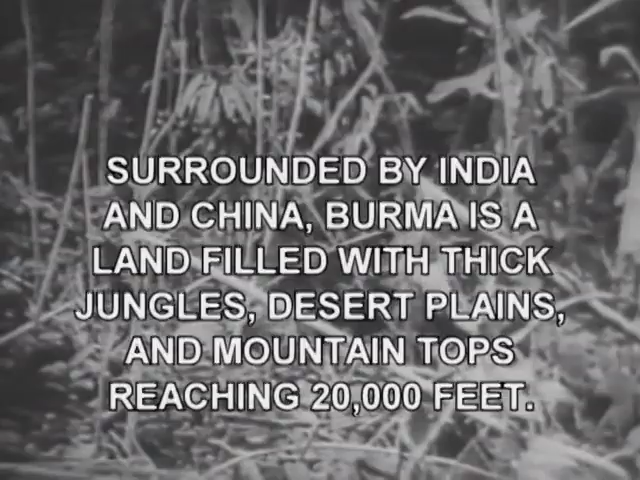 SURROUNDED BY INDIA
AND CHINA, BURMA IS A
LAND FILLED WITH THICK
JUNGLES, DESERT PLAINS,
AND MOUNTAIN TOPS
REACHING 20,000 FEET.